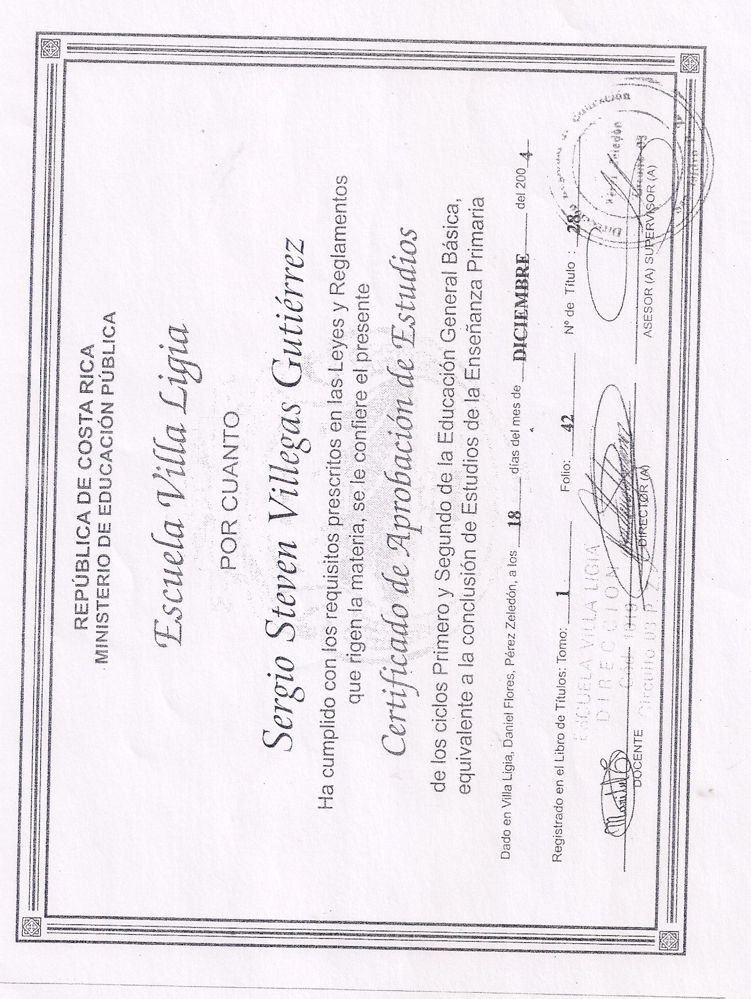 REPÚBLICA DE COSTA RICA
MINISTERIO DE EDUCACIÓN PÚBLICA
Escuela Villa Ligia
POR CUANTO
Sergio Steven Villegas Gutiérrez
Ha cumplido con los requisitos prescritos en las Leyes y Reglamentos
que rigen la materia, se le confiere el presente
Certificado de Aprobación de Estudios
de los ciclos Primero y Segundo de la Educación General Básica,
equivalente a la conclusión de Estudios de la Enseñanza Primaria
Dado en Villa Ligia, Daniel Flores, Pérez Zeledón, a los 18 días del mes de DICIEMBRE del 2004
Registrado en el Libro de Títulos: Tomo: 1 Folio: 42 Nº de Título : 28
ESCUELA VILLA LIGIA
DIRECCION
Circuito 03 P. Z.
DOCENTE DIRECTOR (A) ASESOR (A) SUPERVISOR (A)